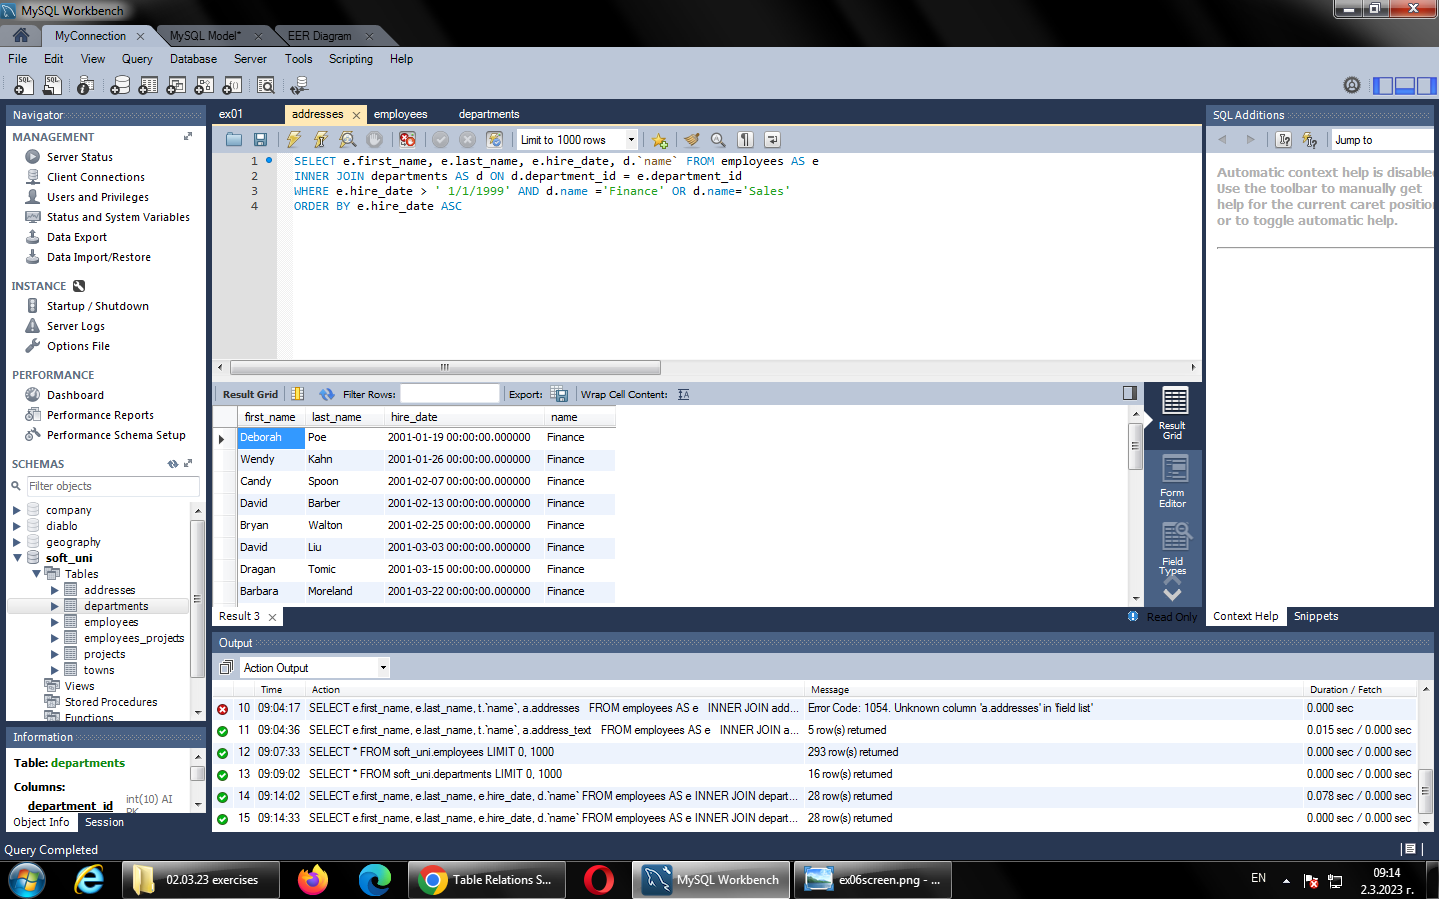 MySQL Workbench
MyConnection
MySQL Model*
EER Diagram
File Edit View Query Database Server Tools Scripting Help
Navigator
MANAGEMENT
Server Status
Client Connections
Users and Privileges
Status and System Variables
Data Export
Data Import/Restore
INSTANCE
Startup / Shutdown
Server Logs
Options File
PERFORMANCE
Dashboard
Performance Reports
Performance Schema Setup
SCHEMAS
Filter objects
company
diablo
geography
soft_uni
Tables
addresses
departments
employees
employees_projects
projects
towns
Views
Stored Procedures
Functions
Information
Table: departments
Columns:
department_id int(10) AI
PK
Object Info Session
ex01 addresses employees departments
Limit to 1000 rows
1 SELECT e.first_name, e.last_name, e.hire_date, d.`name` FROM employees AS e
2 INNER JOIN departments AS d ON d.department_id = e.department_id
3 WHERE e.hire_date > ' 1/1/1999' AND d.name ='Finance' OR d.name='Sales'
4 ORDER BY e.hire_date ASC
Result Grid Filter Rows: Export: Wrap Cell Content:
first_name last_name hire_date name
Deborah Poe 2001-01-19 00:00:00.000000 Finance
Wendy Kahn 2001-01-26 00:00:00.000000 Finance
Candy Spoon 2001-02-07 00:00:00.000000 Finance
David Barber 2001-02-13 00:00:00.000000 Finance
Bryan Walton 2001-02-25 00:00:00.000000 Finance
David Liu 2001-03-03 00:00:00.000000 Finance
Dragan Tomic 2001-03-15 00:00:00.000000 Finance
Barbara Moreland 2001-03-22 00:00:00.000000 Finance
Result
Grid
Form
Editor
Field
Types
Result 3
Read Only
SQL Additions
Jump to
Automatic context help is disabled.
Use the toolbar to manually get
help for the current caret position
or to toggle automatic help.
Context Help Snippets
Output
Action Output
Time Action Message Duration / Fetch
10 09:04:17 SELECT e.first_name, e.last_name, t.`name`, a.addresses FROM employees AS e INNER JOIN add... Error Code: 1054. Unknown column 'a.addresses' in 'field list' 0.000 sec
11 09:04:36 SELECT e.first_name, e.last_name, t.`name`, a.address_text FROM employees AS e INNER JOIN a... 5 row(s) returned 0.015 sec / 0.000 sec
12 09:07:33 SELECT * FROM soft_uni.employees LIMIT 0, 1000 293 row(s) returned 0.000 sec / 0.000 sec
13 09:09:02 SELECT * FROM soft_uni.departments LIMIT 0, 1000 16 row(s) returned 0.000 sec / 0.000 sec
14 09:14:02 SELECT e.first_name, e.last_name, e.hire_date, d.`name` FROM employees AS e INNER JOIN depart... 28 row(s) returned 0.078 sec / 0.000 sec
15 09:14:33 SELECT e.first_name, e.last_name, e.hire_date, d.`name` FROM employees AS e INNER JOIN depart... 28 row(s) returned 0.000 sec / 0.000 sec
Query Completed
02.03.23 exercises
Table Relations S...
MySQL Workbench
ex06screen.png - ...
EN
09:14
2.3.2023 г.